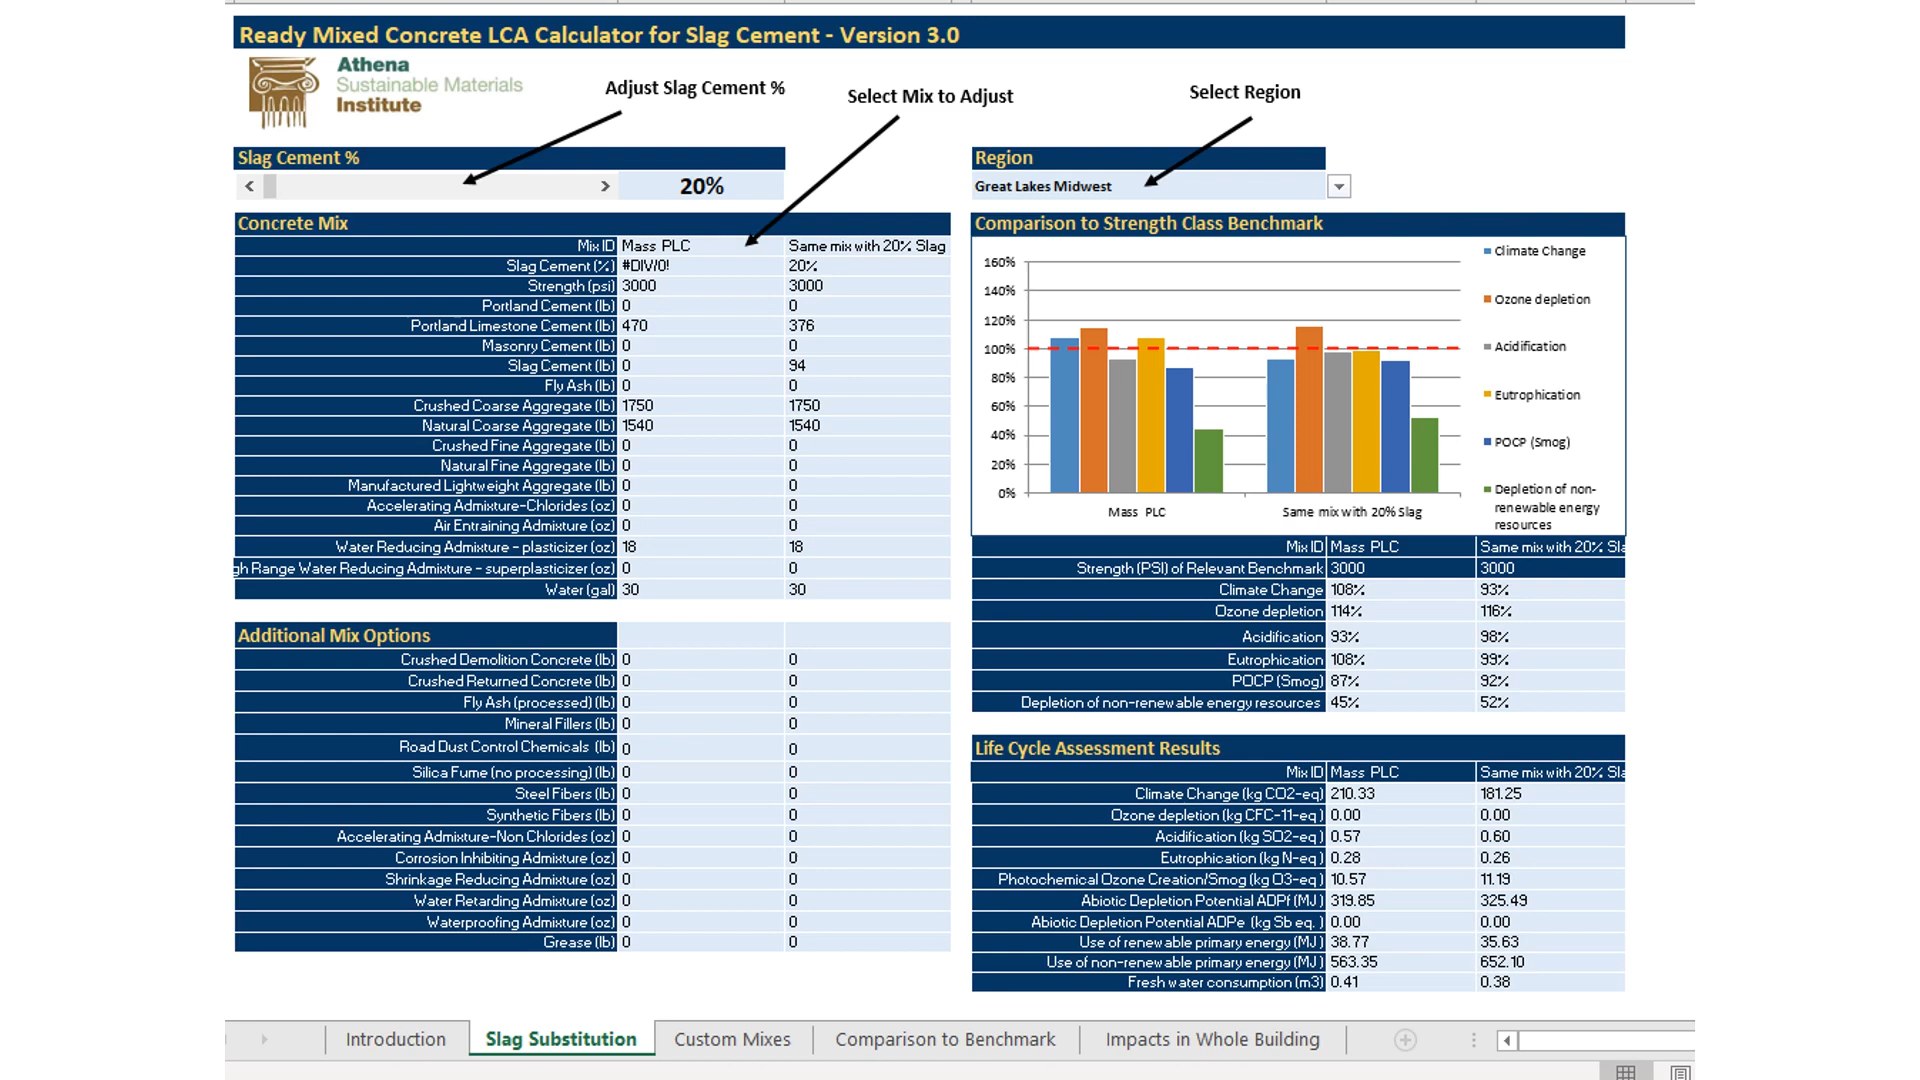 Ready Mixed Concrete LCA Calculator for Slag Cement - Version 3.0
Athena
Sustainable Materials
Institute
Adjust Slag Cement %
Select Mix to Adjust
Select Region
Slag Cement %
20%
Region
Great Lakes Midwest
Concrete Mix
Mix ID Mass PLC Same mix with 20% Slag
Slag Cement (%) #DIV/0! 20%
Strength (psi) 3000 3000
Portland Cement (lb) 0 0
Portland Limestone Cement (lb) 470 376
Masonry Cement (lb) 0 0
Slag Cement (lb) 0 94
Fly Ash (lb) 0 0
Crushed Coarse Aggregate (lb) 1750 1750
Natural Coarse Aggregate (lb) 1540 1540
Crushed Fine Aggregate (lb) 0 0
Natural Fine Aggregate (lb) 0 0
Manufactured Lightweight Aggregate (lb) 0 0
Accelerating Admixture-Chlorides (oz) 0 0
Air Entraining Admixture (oz) 0 0
Water Reducing Admixture - plasticizer (oz) 18 18
gh Range Water Reducing Admixture - superplasticizer (oz) 0 0
Water (gal) 30 30
Additional Mix Options
Crushed Demolition Concrete (lb) 0 0
Crushed Returned Concrete (lb) 0 0
Fly Ash (processed) (lb) 0 0
Mineral Fillers (lb) 0 0
Road Dust Control Chemicals (lb) 0 0
Silica Fume (no processing) (lb) 0 0
Steel Fibers (lb) 0 0
Synthetic Fibers (lb) 0 0
Accelerating Admixture-Non Chlorides (oz) 0 0
Corrosion Inhibiting Admixture (oz) 0 0
Shrinkage Reducing Admixture (oz) 0 0
Water Retarding Admixture (oz) 0 0
Waterproofing Admixture (oz) 0 0
Grease (lb) 0 0
Comparison to Strength Class Benchmark
160%
140%
120%
100%
80%
60%
40%
20%
0%
Mass PLC Same mix with 20% Slag
Climate Change
Ozone depletion
Acidification
Eutrophication
POCP (Smog)
Depletion of non-
renewable energy
resources
Mix ID Mass PLC Same mix with 20% Sla
Strength (PSI) of Relevant Benchmark 3000 3000
Climate Change 108% 93%
Ozone depletion 114% 116%
Acidification 93% 98%
Eutrophication 108% 99%
POCP (Smog) 87% 92%
Depletion of non-renewable energy resources 45% 52%
Life Cycle Assessment Results
Mix ID Mass PLC Same mix with 20% Sla
Climate Change (kg CO2-eq) 210.33 181.25
Ozone depletion (kg CFC-11-eq ) 0.00 0.00
Acidification (kg SO2-eq ) 0.57 0.60
Eutrophication (kg N-eq ) 0.28 0.26
Photochemical Ozone Creation/Smog (kg O3-eq ) 10.57 11.19
Abiotic Depletion Potential ADPf (MJ ) 319.85 325.49
Abiotic Depletion Potential ADPe (kg Sb eq. ) 0.00 0.00
Use of renewable primary energy (MJ ) 38.77 35.63
Use of non-renewable primary energy (MJ ) 563.35 652.10
Fresh water consumption (m3) 0.41 0.38
Introduction Slag Substitution Custom Mixes Comparison to Benchmark Impacts in Whole Building